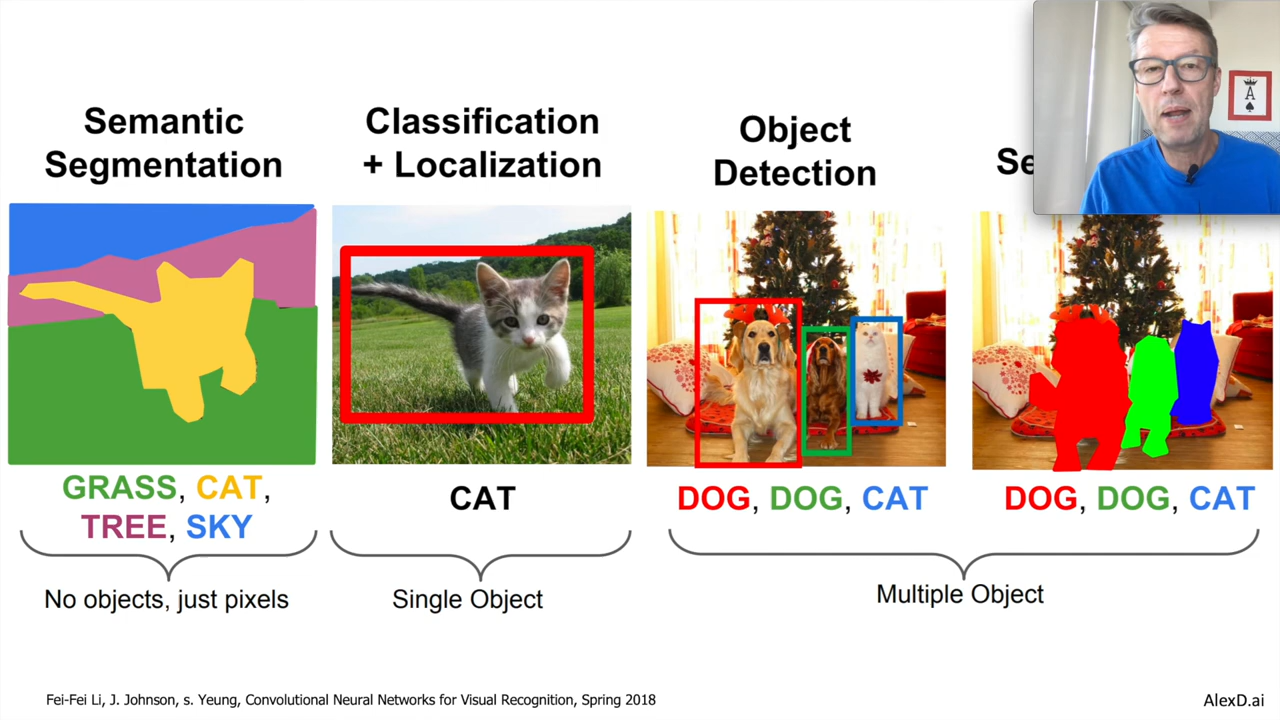 Semantic
Segmentation
Classification
+ Localization
Object
Detection
Se
A
GRASS, CAT,
TREE, SKY
CAT
DOG, DOG, CAT
DOG, DOG, CAT
No objects, just pixels
Single Object
Multiple Object
Fei-Fei Li, J. Johnson, s. Yeung, Convolutional Neural Networks for Visual Recognition, Spring 2018
AlexD.ai